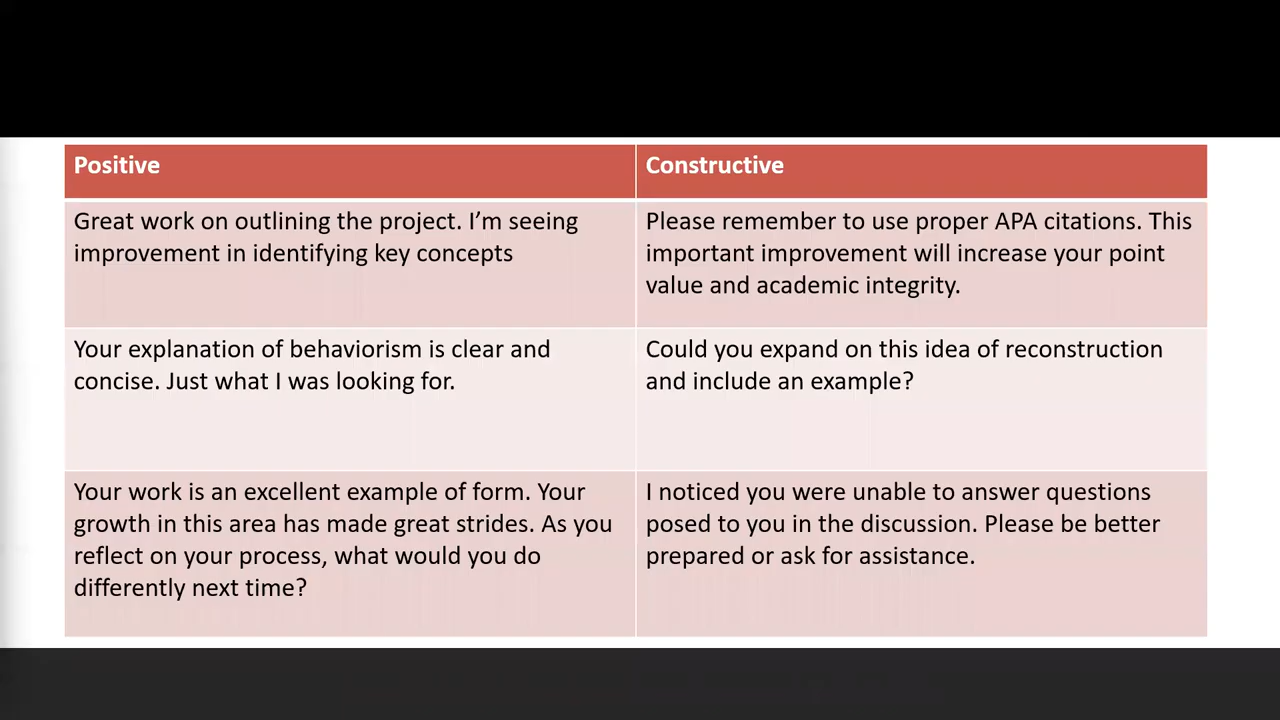 Positive
Constructive
Great work on outlining the project. I’m seeing
improvement in identifying key concepts
Please remember to use proper APA citations. This
important improvement will increase your point
value and academic integrity.
Your explanation of behaviorism is clear and
concise. Just what I was looking for.
Could you expand on this idea of reconstruction
and include an example?
Your work is an excellent example of form. Your
growth in this area has made great strides. As you
reflect on your process, what would you do
differently next time?
I noticed you were unable to answer questions
posed to you in the discussion. Please be better
prepared or ask for assistance.